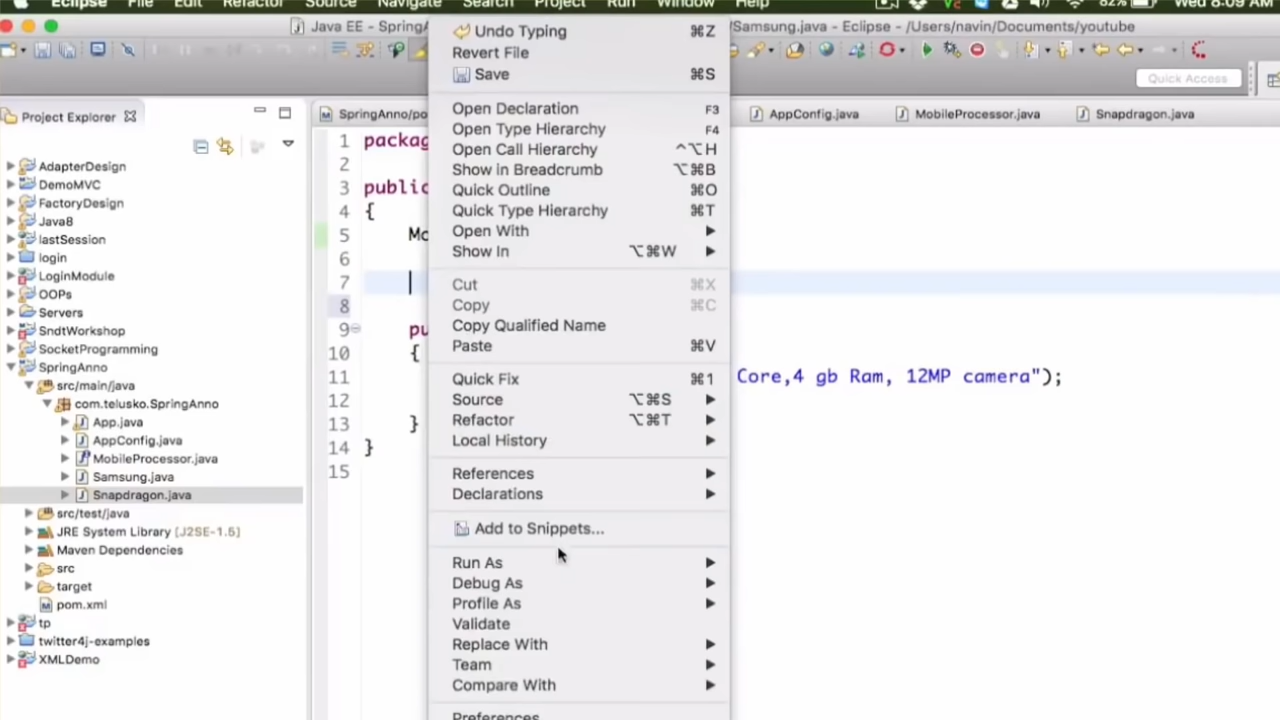 Eclipse File Edit Refactor Source Navigate Search Project Run Window Help 82% Wed 8:09 AM
Java EE - SpringA
/Samsung.java - Eclipse - /Users/navin/Documents/youtube
Quick Access
Project Explorer
SpringAnno/po
AppConfig.java
MobileProcessor.java
Snapdragon.java
AdapterDesign
DemoMVC
FactoryDesign
Java8
lastSession
login
LoginModule
OOPs
Servers
SndtWorkshop
SocketProgramming
SpringAnno
src/main/java
com.telusko.SpringAnno
App.java
AppConfig.java
MobileProcessor.java
Samsung.java
Snapdragon.java
src/test/java
JRE System Library [J2SE-1.5]
Maven Dependencies
src
target
pom.xml
tp
twitter4j-examples
XMLDemo
1 packag
2
3 public
4 {
5 Mo
6
7
8
9 pu
10 {
11 Core,4 gb Ram, 12MP camera");
12
13 }
14 }
15
Undo Typing ⌘Z
Revert File
Save ⌘S
Open Declaration F3
Open Type Hierarchy F4
Open Call Hierarchy ^⌥H
Show in Breadcrumb ⌥⌘B
Quick Outline ⌘O
Quick Type Hierarchy ⌘T
Open With
Show In ⌥⌘W
Cut ⌘X
Copy ⌘C
Copy Qualified Name
Paste ⌘V
Quick Fix ⌘1
Source ⌥⌘S
Refactor ⌥⌘T
Local History
References
Declarations
Add to Snippets...
Run As
Debug As
Profile As
Validate
Replace With
Team
Compare With
Preferences